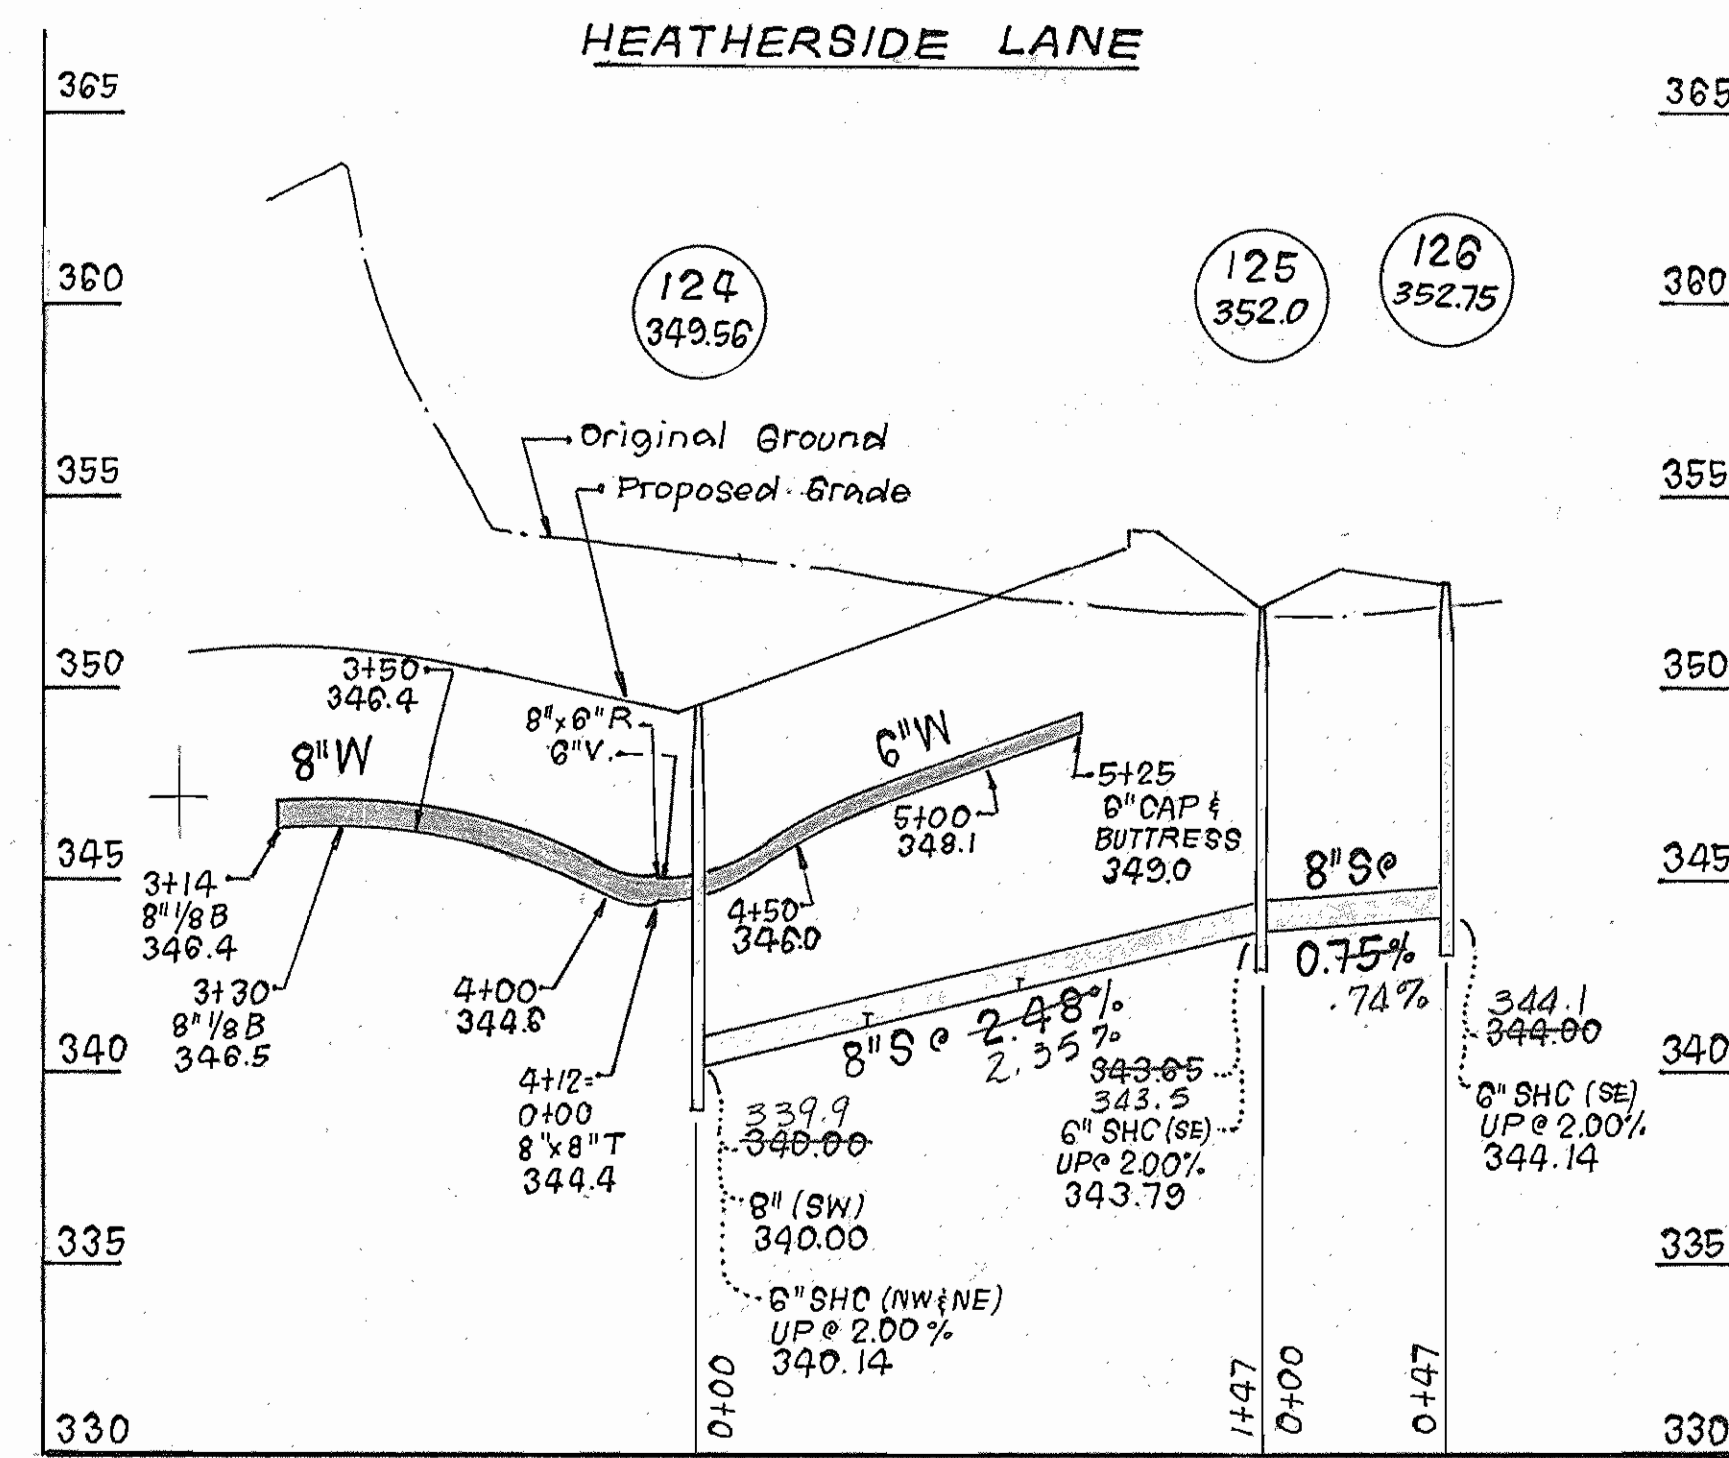 HEATHERSIDE LANE
365
365
360
360
355
355
350
350
345
345
340
340
335
335
330
330
124
349.56
125
352.0
126
352.75
Original Ground
Proposed Grade
3+50
346.4
8"W
8"x6"R
6"V.
6"W
3+14
8" 1/8 B
346.4
3+30
8" 1/8 B
346.5
4+00
344.6
4+12=
0+00
8"x8"T
344.4
4+50
346.0
5+00
348.1
5+25
6" CAP &
BUTTRESS
349.0
8"S@ 2.48%
2.35%
8"S@
0.75%
.74%
339.9
340.00
8" (SW)
340.00
6" SHC (NW & NE)
UP @ 2.00%
340.14
343.65
343.5
6" SHC (SE)
UP@ 2.00%
343.79
344.1
344.00
6" SHC (SE)
UP @ 2.00%
344.14
0+00
1+47
0+00
0+47